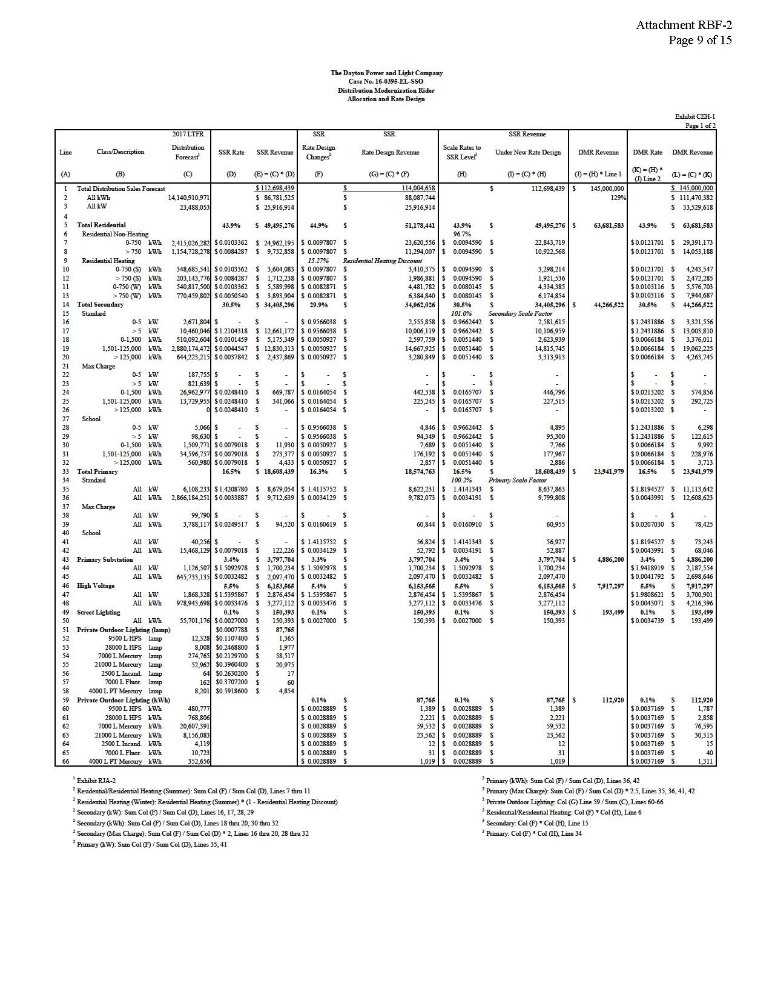 Attachment RBF-2
Page 9 of 15
The Dayton Power and Light Company
Case No. 16-0395-EL-SSO
Distribution Modernization Rider
Allocation and Rate Design
Exhibit CEH-1
Page 1 of 2
2017 LTFR SSR SSR SSR Revenue
Line Class/Description Distribution Forecast1 SSR Rate SSR Revenue Rate Design Changes2 Rate Design Revenue Scale Rates to SSR Level3 Under New Rate Design DMR Revenue DMR Rate DMR Revenue
(A) (B) (C) (D) (E) = (C) * (D) (F) (G) = (C) * (F) (H) (I) = (C) * (H) (J) = (H) * Line 1 (K) = (H) * (J) Line 2 (L) = (C) * (K)
1 Total Distribution Sales Forecast $ 112,698,439 $ 114,004,658 $ 112,698,439 $ 145,000,000 $ 145,000,000
2 All kWh 14,140,910,971 $ 86,781,525 $ 88,087,744 129% $ 111,470,382
3 All kW 23,488,053 $ 25,916,914 $ 25,916,914 $ 33,529,618
4
5 Total Residential 43.9% $ 49,495,276 44.9% $ 51,178,441 43.9% $ 49,495,276 $ 63,681,583 43.9% $ 63,681,583
6 Residential Non-Heating 96.7%
7 0-750 kWh 2,415,026,282 $ 0.0103362 $ 24,962,195 $ 0.0097807 $ 23,620,556 $ 0.0094590 $ 22,843,719 $ 0.0121701 $ 29,391,173
8 > 750 kWh 1,154,728,278 $ 0.0084287 $ 9,732,858 $ 0.0097807 $ 11,294,007 $ 0.0094590 $ 10,922,568 $ 0.0121701 $ 14,053,188
9 Residential Heating 15.27% Residential Heating Discount
10 0-750 (S) kWh 348,685,541 $ 0.0103362 $ 3,604,083 $ 0.0097807 $ 3,410,375 $ 0.0094590 $ 3,298,214 $ 0.0121701 $ 4,243,547
12 > 750 (S) kWh 203,143,776 $ 0.0084287 $ 1,712,238 $ 0.0097807 $ 1,986,881 $ 0.0094590 $ 1,921,536 $ 0.0121701 $ 2,472,285
11 0-750 (W) kWh 540,817,500 $ 0.0103362 $ 5,589,998 $ 0.0082871 $ 4,481,782 $ 0.0080145 $ 4,334,385 $ 0.0103116 $ 5,576,703
13 > 750 (W) kWh 770,459,802 $ 0.0050540 $ 3,893,904 $ 0.0082871 $ 6,384,840 $ 0.0080145 $ 6,174,854 $ 0.0103116 $ 7,944,687
14 Total Secondary 30.5% $ 34,405,296 29.9% $ 34,062,026 30.5% $ 34,405,296 $ 44,266,522 30.5% $ 44,266,522
15 Standard 101.0% Secondary Scale Factor
16 0-5 kW 2,671,804 $ - $ - $ 0.9566038 $ 2,555,858 $ 0.9662442 $ 2,581,615 $ 1.2431886 $ 3,321,556
17 > 5 kW 10,460,046 $ 1.2104318 $ 12,661,172 $ 0.9566038 $ 10,006,119 $ 0.9662442 $ 10,106,959 $ 1.2431886 $ 13,003,810
18 0-1,500 kWh 510,092,604 $ 0.0101459 $ 5,175,349 $ 0.0050927 $ 2,597,759 $ 0.0051440 $ 2,623,939 $ 0.0066184 $ 3,376,011
19 1,501-125,000 kWh 2,880,174,472 $ 0.0044547 $ 12,830,313 $ 0.0050927 $ 14,667,925 $ 0.0051440 $ 14,815,745 $ 0.0066184 $ 19,062,225
20 > 125,000 kWh 644,223,215 $ 0.0037842 $ 2,437,869 $ 0.0050927 $ 3,280,849 $ 0.0051440 $ 3,313,913 $ 0.0066184 $ 4,263,745
21 Max Charge
22 0-5 kW 187,755 $ - $ - $ - $ - $ - $ - $ - $ -
23 > 5 kW 821,639 $ - $ - $ - $ - $ - $ - $ - $ -
24 0-1,500 kWh 26,962,977 $ 0.0248410 $ 669,787 $ 0.0164054 $ 442,338 $ 0.0165707 $ 446,796 $ 0.0213202 $ 574,856
25 1,501-125,000 kWh 13,729,955 $ 0.0248410 $ 341,066 $ 0.0164054 $ 225,245 $ 0.0165707 $ 227,515 $ 0.0213202 $ 292,725
26 > 125,000 kWh 0 $ 0.0248410 $ - $ 0.0164054 $ - $ 0.0165707 $ - $ 0.0213202 $ -
27 School
28 0-5 kW 5,066 $ - $ - $ 0.9566038 $ 4,846 $ 0.9662442 $ 4,895 $ 1.2431886 $ 6,298
29 > 5 kW 98,630 $ - $ - $ 0.9566038 $ 94,349 $ 0.9662442 $ 95,300 $ 1.2431886 $ 122,615
30 0-1,500 kWh 1,509,771 $ 0.0079018 $ 11,930 $ 0.0050927 $ 7,689 $ 0.0051440 $ 7,766 $ 0.0066184 $ 9,992
31 1,501-125,000 kWh 34,596,757 $ 0.0079018 $ 273,377 $ 0.0050927 $ 176,192 $ 0.0051440 $ 177,967 $ 0.0066184 $ 228,976
32 > 125,000 kWh 560,980 $ 0.0079018 $ 4,433 $ 0.0050927 $ 2,857 $ 0.0051440 $ 2,886 $ 0.0066184 $ 3,713
33 Total Primary 16.5% $ 18,608,439 16.3% $ 18,574,763 16.5% $ 18,608,439 $ 23,941,979 16.5% $ 23,941,979
34 Standard 100.2% Primary Scale Factor
35 All kW 6,108,233 $ 1.4208780 $ 8,679,054 $ 1.4115752 $ 8,622,231 $ 1.4141343 $ 8,637,863 $ 1.8194527 $ 11,113,642
36 All kWh 2,866,184,251 $ 0.0033887 $ 9,712,639 $ 0.0034129 $ 9,782,073 $ 0.0034191 $ 9,799,808 $ 0.0043991 $ 12,608,623
37 Max Charge
38 All kW 99,790 $ - $ - $ - $ - $ - $ - $ - $ -
39 All kWh 3,788,117 $ 0.0249517 $ 94,520 $ 0.0160619 $ 60,844 $ 0.0160910 $ 60,955 $ 0.0207030 $ 78,425
40 School
41 All kW 40,256 $ - $ - $ 1.4115752 $ 56,824 $ 1.4141343 $ 56,927 $ 1.8194527 $ 73,243
42 All kWh 15,468,129 $ 0.0079018 $ 122,226 $ 0.0034129 $ 52,792 $ 0.0034191 $ 52,887 $ 0.0043991 $ 68,046
43 Primary Substation 3.4% $ 3,797,704 3.3% $ 3,797,704 3.4% $ 3,797,704 $ 4,886,200 3.4% $ 4,886,200
44 All kW 1,126,507 $ 1.5092978 $ 1,700,234 $ 1.5092978 $ 1,700,234 $ 1.5092978 $ 1,700,234 $ 1.9418919 $ 2,187,554
45 All kWh 645,733,135 $ 0.0032482 $ 2,097,470 $ 0.0032482 $ 2,097,470 $ 0.0032482 $ 2,097,470 $ 0.0041792 $ 2,698,646
46 High Voltage 5.5% $ 6,153,565 5.4% $ 6,153,565 5.5% $ 6,153,565 $ 7,917,297 5.5% $ 7,917,297
47 All kW 1,868,328 $ 1.5395867 $ 2,876,454 $ 1.5395867 $ 2,876,454 $ 1.5395867 $ 2,876,454 $ 1.9808621 $ 3,700,901
48 All kWh 978,943,698 $ 0.0033476 $ 3,277,112 $ 0.0033476 $ 3,277,112 $ 0.0033476 $ 3,277,112 $ 0.0043071 $ 4,216,396
49 Street Lighting 0.1% $ 150,393 0.1% $ 150,393 0.1% $ 150,393 $ 193,499 0.1% $ 193,499
50 All kWh 55,701,176 $ 0.0027000 $ 150,393 $ 0.0027000 $ 150,393 $ 0.0027000 $ 150,393 $ 0.0034739 $ 193,499
51 Private Outdoor Lighting (lamp) $0.0007788 $ 87,765
52 9500 L HPS lamp 12,328 $0.1107400 $ 1,365
53 28000 L HPS lamp 8,008 $0.2468800 $ 1,977
54 7000 L Mercury lamp 274,765 $0.2129700 $ 58,517
55 21000 L Mercury lamp 52,962 $0.3960400 $ 20,975
56 2500 L Incand. lamp 64 $0.2630200 $ 17
57 7000 L Fluor. lamp 162 $0.3707200 $ 60
58 4000 L PT Mercury lamp 8,201 $0.5918600 $ 4,854
59 Private Outdoor Lighting (kWh) 0.1% $ 87,765 0.1% $ 87,765 $ 112,920 0.1% $ 112,920
60 9500 L HPS kWh 480,777 $ 0.0028889 $ 1,389 $ 0.0028889 $ 1,389 $ 0.0037169 $ 1,787
61 28000 L HPS kWh 768,806 $ 0.0028889 $ 2,221 $ 0.0028889 $ 2,221 $ 0.0037169 $ 2,858
62 7000 L Mercury kWh 20,607,391 $ 0.0028889 $ 59,532 $ 0.0028889 $ 59,532 $ 0.0037169 $ 76,595
63 21000 L Mercury kWh 8,156,083 $ 0.0028889 $ 23,562 $ 0.0028889 $ 23,562 $ 0.0037169 $ 30,315
64 2500 L Incand. kWh 4,119 $ 0.0028889 $ 12 $ 0.0028889 $ 12 $ 0.0037169 $ 15
65 7000 L Fluor. kWh 10,723 $ 0.0028889 $ 31 $ 0.0028889 $ 31 $ 0.0037169 $ 40
66 4000 L PT Mercury kWh 352,656 $ 0.0028889 $ 1,019 $ 0.0028889 $ 1,019 $ 0.0037169 $ 1,311
1 Exhibit RJA-2
2 Residential/Residential Heating (Summer): Sum Col (F) / Sum Col (D), Lines 7 thru 11
2 Residential Heating (Winter): Residential Heating (Summer) * (1 - Residential Heating Discount)
2 Secondary (kW): Sum Col (F) / Sum Col (D), Lines 16, 17, 28, 29
2 Secondary (kWh): Sum Col (F) / Sum Col (D), Lines 18 thru 20, 30 thru 32
2 Secondary (Max Charge): Sum Col (F) / Sum Col (D) * 2, Lines 16 thru 20, 28 thru 32
2 Primary (kW): Sum Col (F) / Sum Col (D), Lines 35, 41
2 Primary (kWh): Sum Col (F) / Sum Col (D), Lines 36, 42
2 Primary (Max Charge): Sum Col (F) / Sum Col (D) * 2.5, Lines 35, 36, 41, 42
2 Private Outdoor Lighting: Col (G) Line 59 / Sum (C), Lines 60-66
3 Residential/Residential Heating: Col (F) * Col (H), Line 6
3 Secondary: Col (F) * Col (H), Line 15
3 Primary: Col (F) * Col (H), Line 34